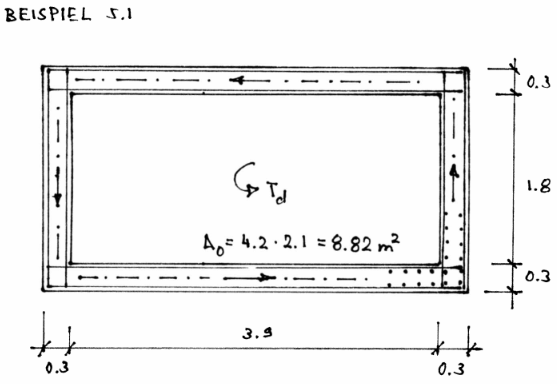 BEISPIEL 5.1
0.3
1.8
T_d
A_0 = 4.2 · 2.1 = 8.82 m²
0.3
3.9
0.3
0.3